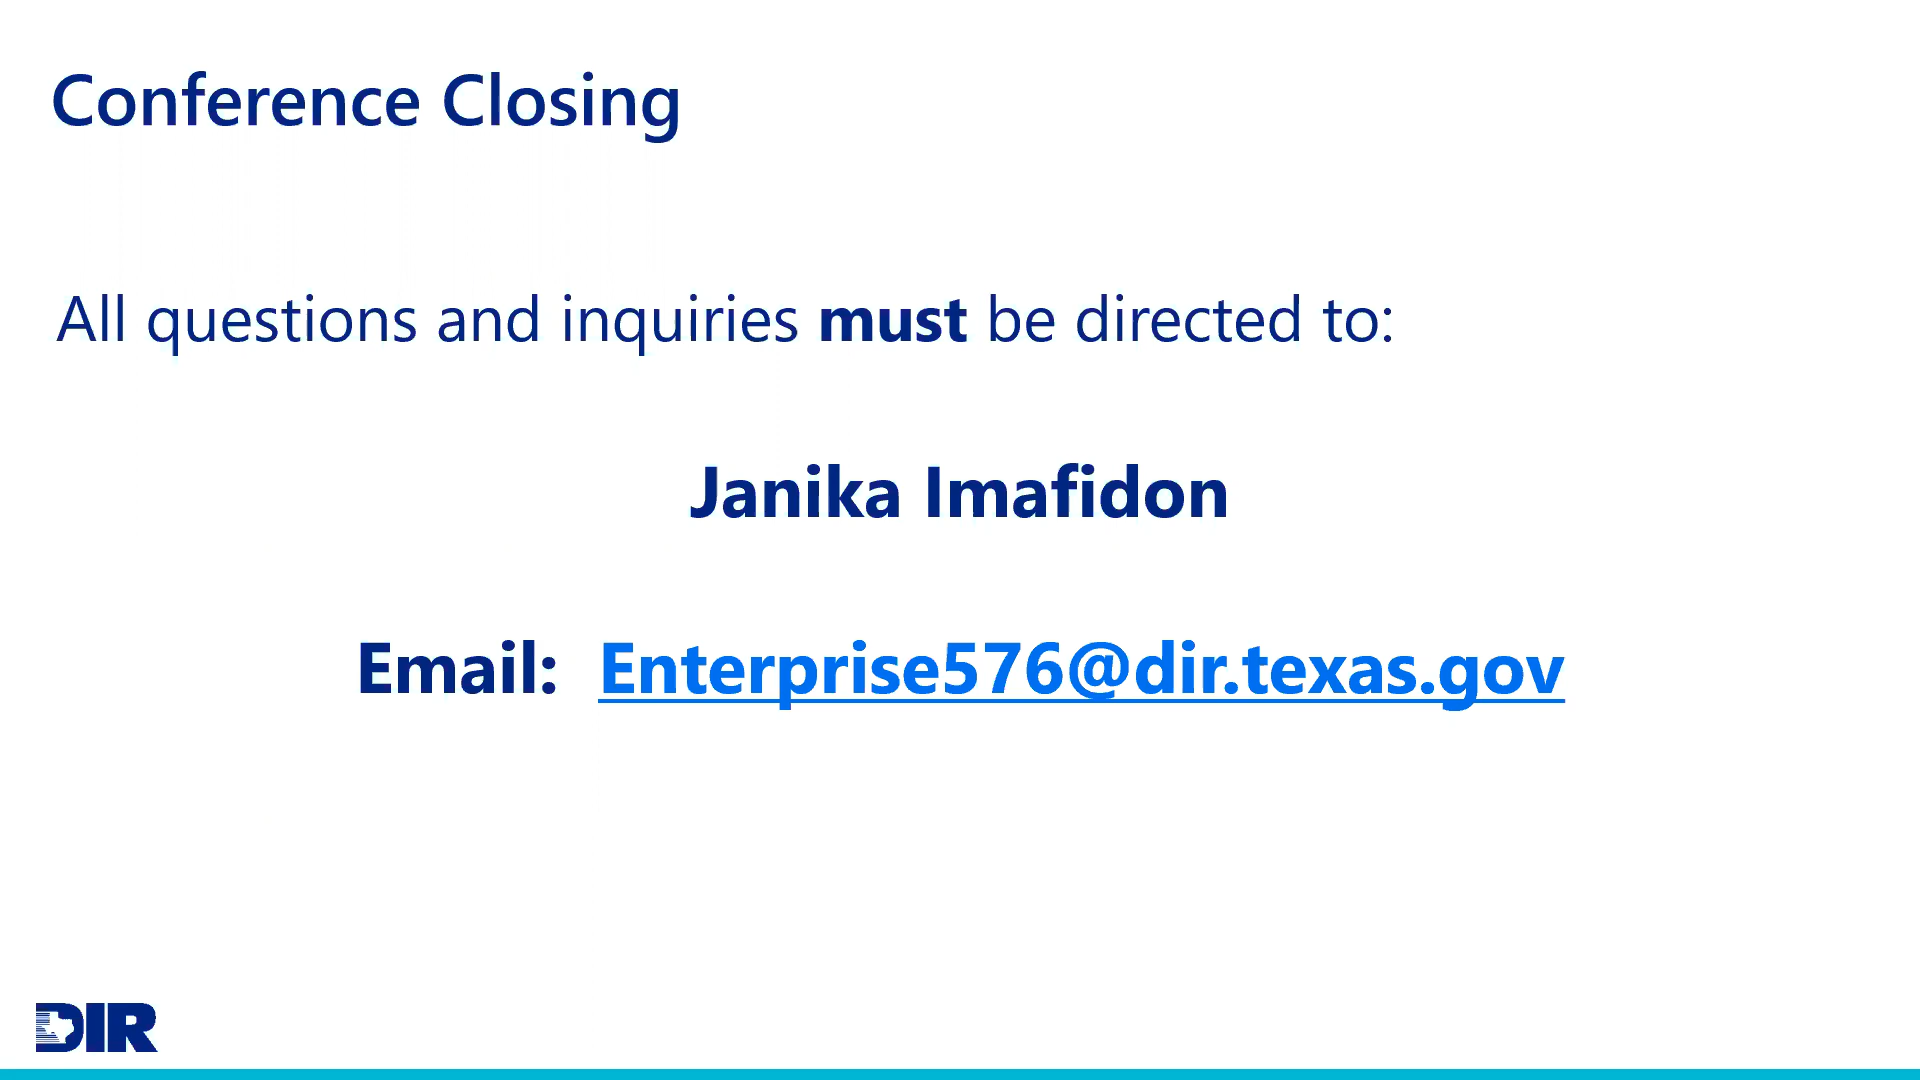 Conference Closing
All questions and inquiries must be directed to:
Janika Imafidon
Email: Enterprise576@dir.texas.gov
DIR